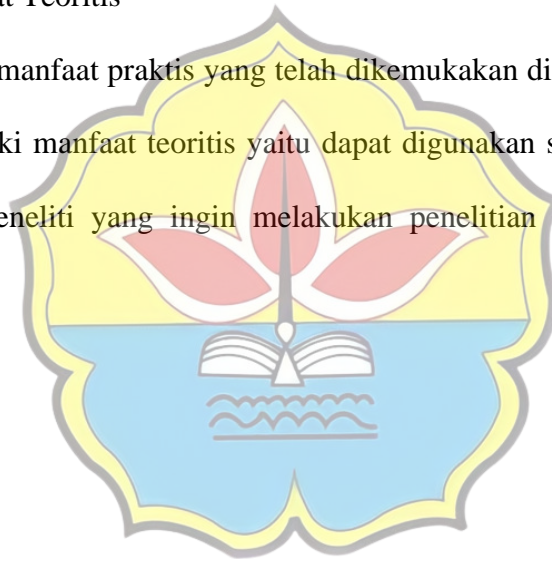 at Teoritis
manfaat praktis yang telah dikemukakan di
ki manfaat teoritis yaitu dapat digunakan s
eneliti yang ingin melakukan penelitian